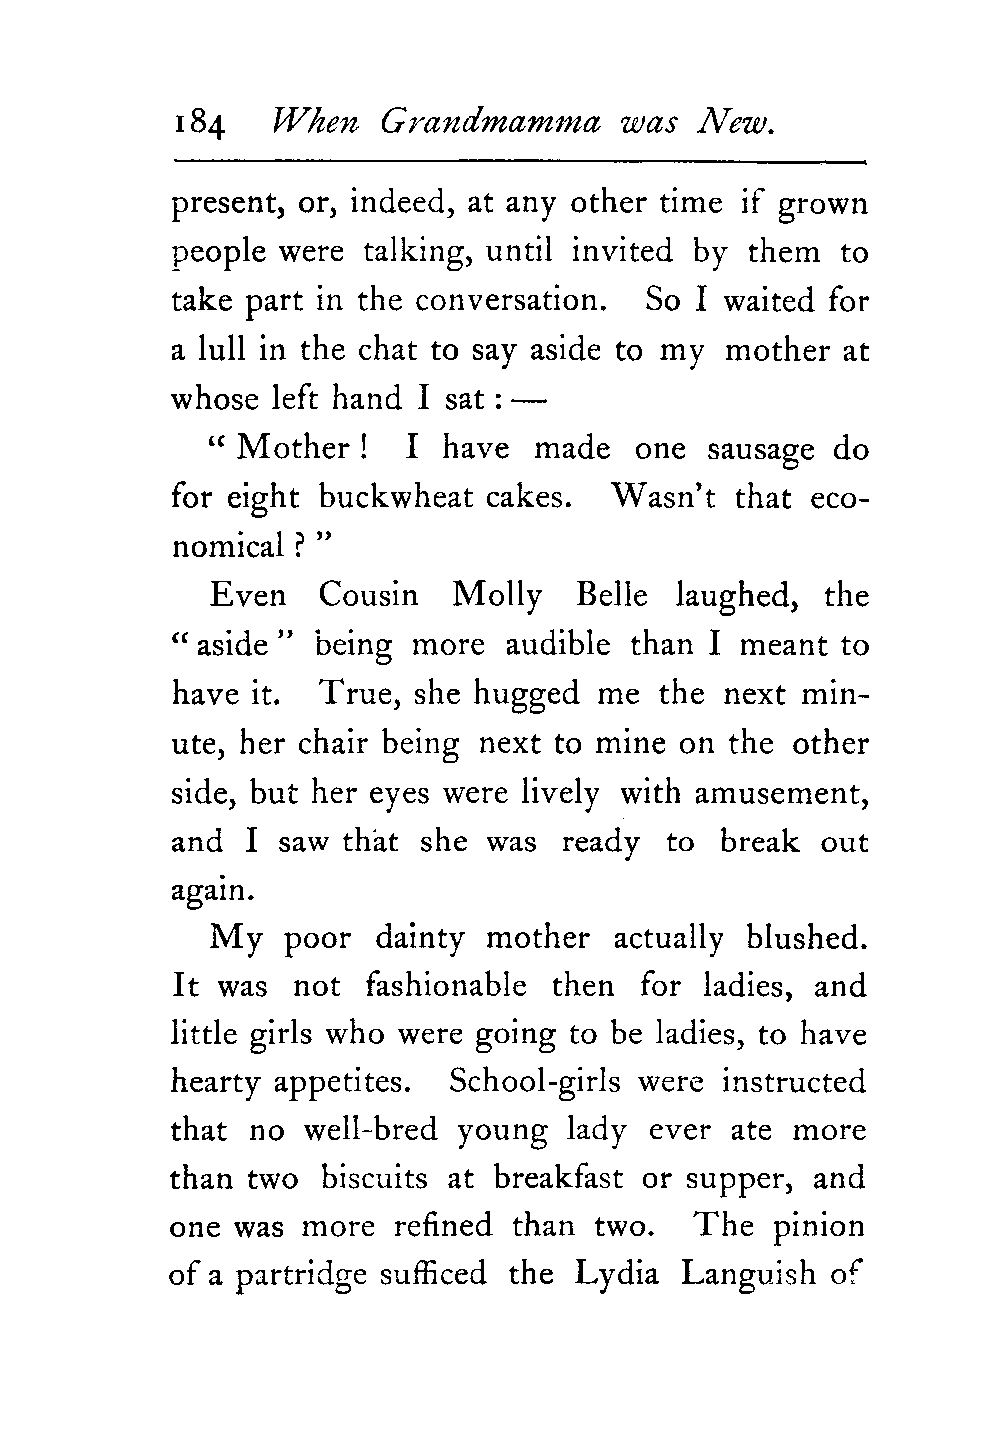 184 When Grandmamma was New.
present, or, indeed, at any other time if grown
people were talking, until invited by them to
take part in the conversation. So I waited for
a lull in the chat to say aside to my mother at
whose left hand I sat : —
“ Mother ! I have made one sausage do
for eight buckwheat cakes. Wasn’t that eco-
nomical ? ”
Even Cousin Molly Belle laughed, the
“ aside ” being more audible than I meant to
have it. True, she hugged me the next min-
ute, her chair being next to mine on the other
side, but her eyes were lively with amusement,
and I saw that she was ready to break out
again.
My poor dainty mother actually blushed.
It was not fashionable then for ladies, and
little girls who were going to be ladies, to have
hearty appetites. School-girls were instructed
that no well-bred young lady ever ate more
than two biscuits at breakfast or supper, and
one was more refined than two. The pinion
of a partridge sufficed the Lydia Languish of